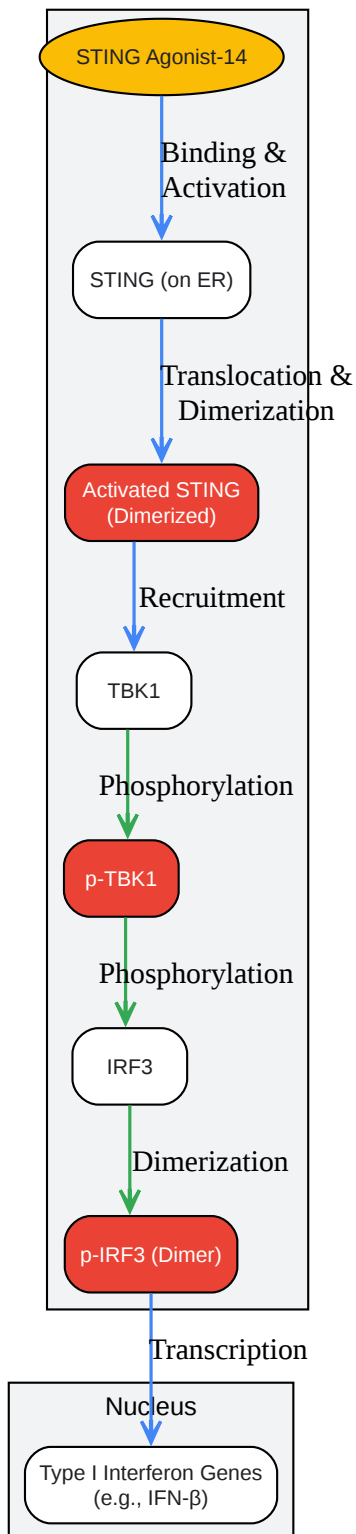 STING Agonist-14
Binding &
Activation
STING (on ER)
Translocation &
Dimerization
Activated STING
(Dimerized)
Recruitment
TBK1
Phosphorylation
p-TBK1
Phosphorylation
IRF3
Dimerization
p-IRF3 (Dimer)
Transcription
Nucleus
Type I Interferon Genes
(e.g., IFN-β)